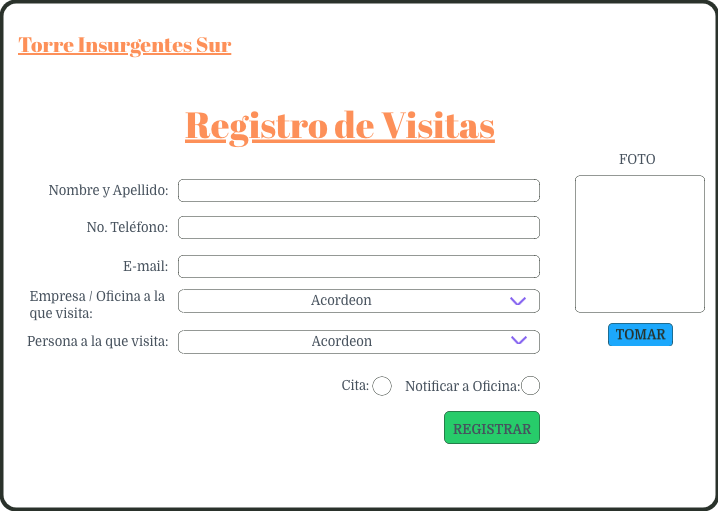 Torre Insurgentes Sur
Registro de Visitas
FOTO
Nombre y Apellido:
No. Teléfono:
E-mail:
Empresa / Oficina a la
que visita:
Acordeon
Persona a la que visita:
Acordeon
TOMAR
Cita:
Notificar a Oficina:
REGISTRAR